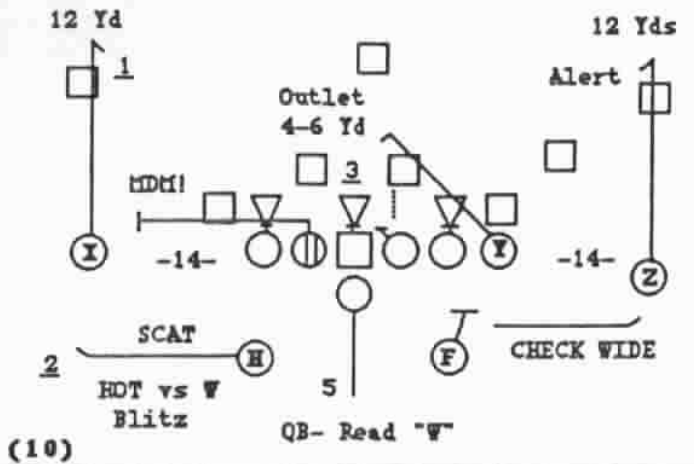 12 Yd
12 Yds
1
Alert
Outlet
4-6 Yd
3
MDM!
X
-14-
Y
-14-
Z
SCAT
H
F
CHECK WIDE
2
HOT vs W
Blitz
5
QB- Read "W"
(10)